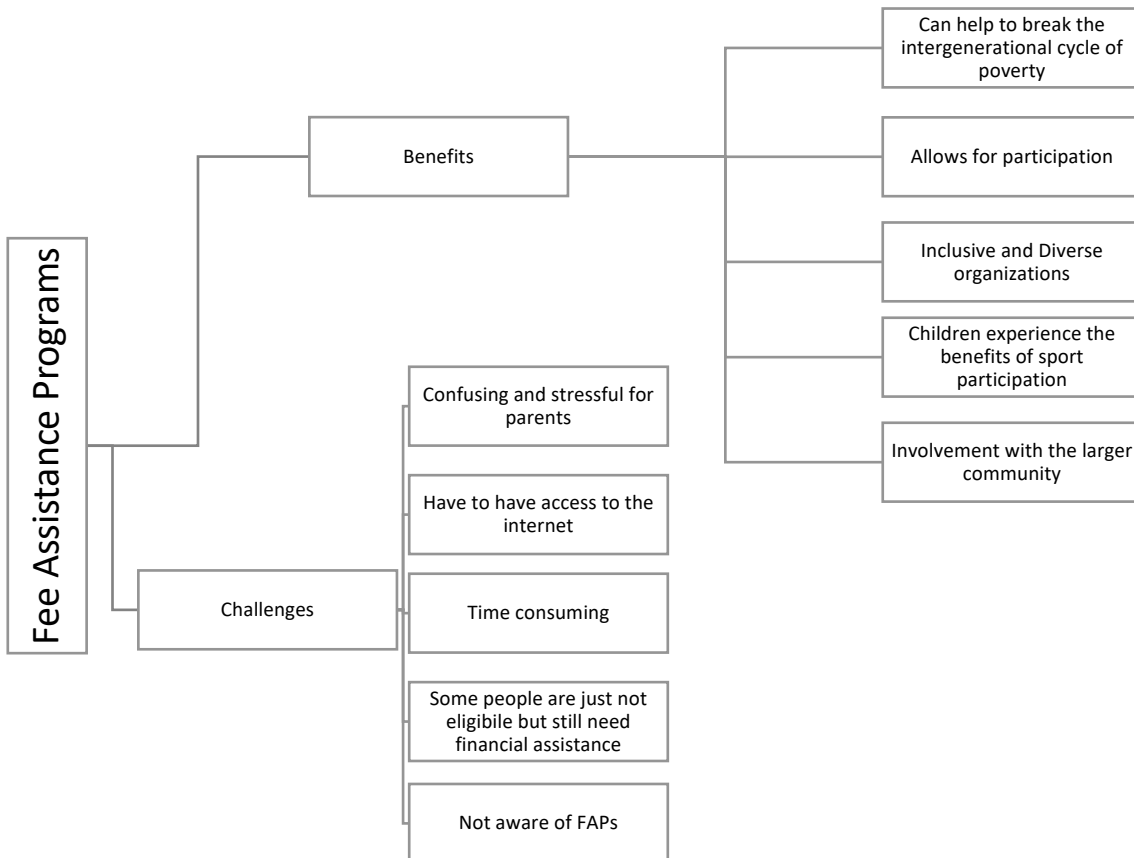 Fee Assistance Programs
Benefits
Can help to break the
intergenerational cycle of
poverty
Allows for participation
Inclusive and Diverse
organizations
Children experience the
benefits of sport
participation
Involvement with the larger
community
Challenges
Confusing and stressful for
parents
Have to have access to the
internet
Time consuming
Some people are just not
eligibile but still need
financial assistance
Not aware of FAPs